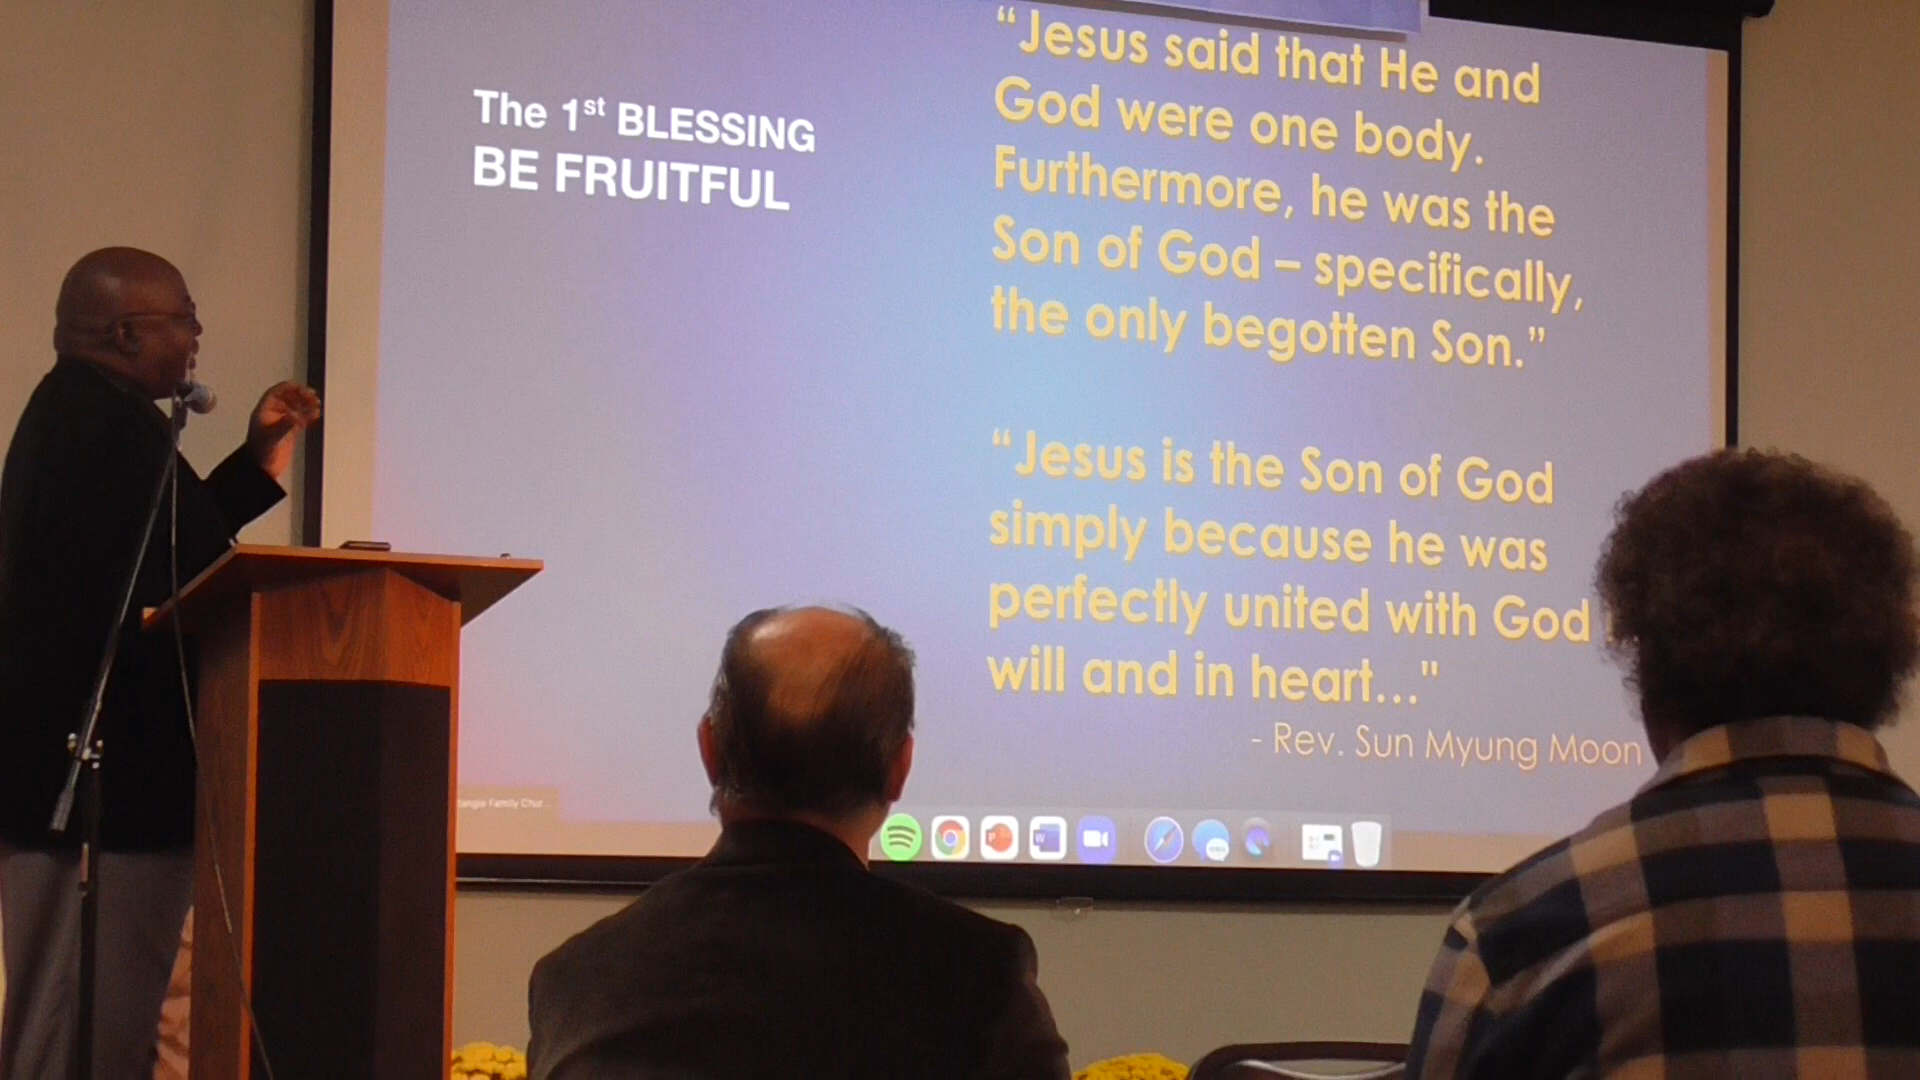 The 1st BLESSING
BE FRUITFUL
“Jesus said that He and
God were one body.
Furthermore, he was the
Son of God – specifically,
the only begotten Son.”
“Jesus is the Son of God
simply because he was
perfectly united with God
will and in heart..."
- Rev. Sun Myung Moon
Family Chur...